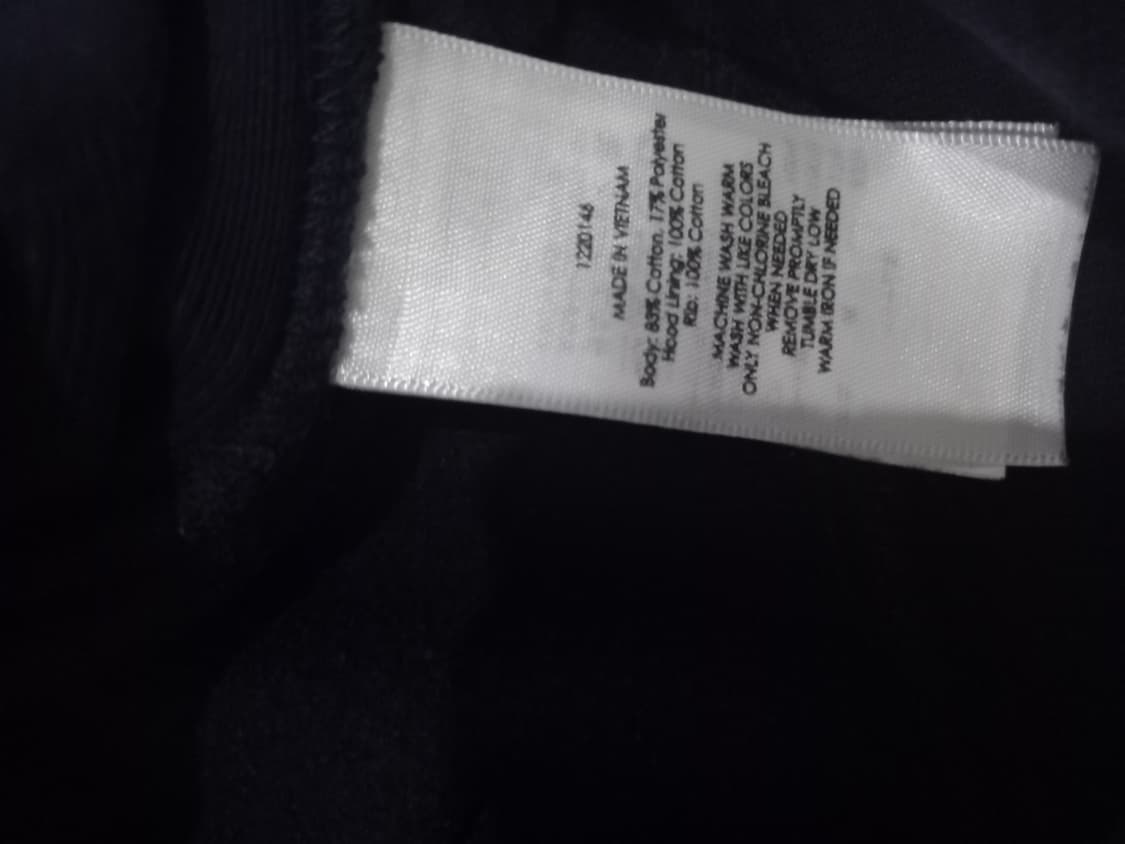 1220146
MADE IN VIETNAM
Body: 83% Cotton, 17% Polyester
Hood Lining: 100% Cotton
Rib: 100% Cotton
MACHINE WASH WARM
WASH WITH LIKE COLORS
ONLY NON-CHLORINE BLEACH
WHEN NEEDED
REMOVE PROMPTLY
TUMBLE DRY LOW
WARM IRON IF NEEDED